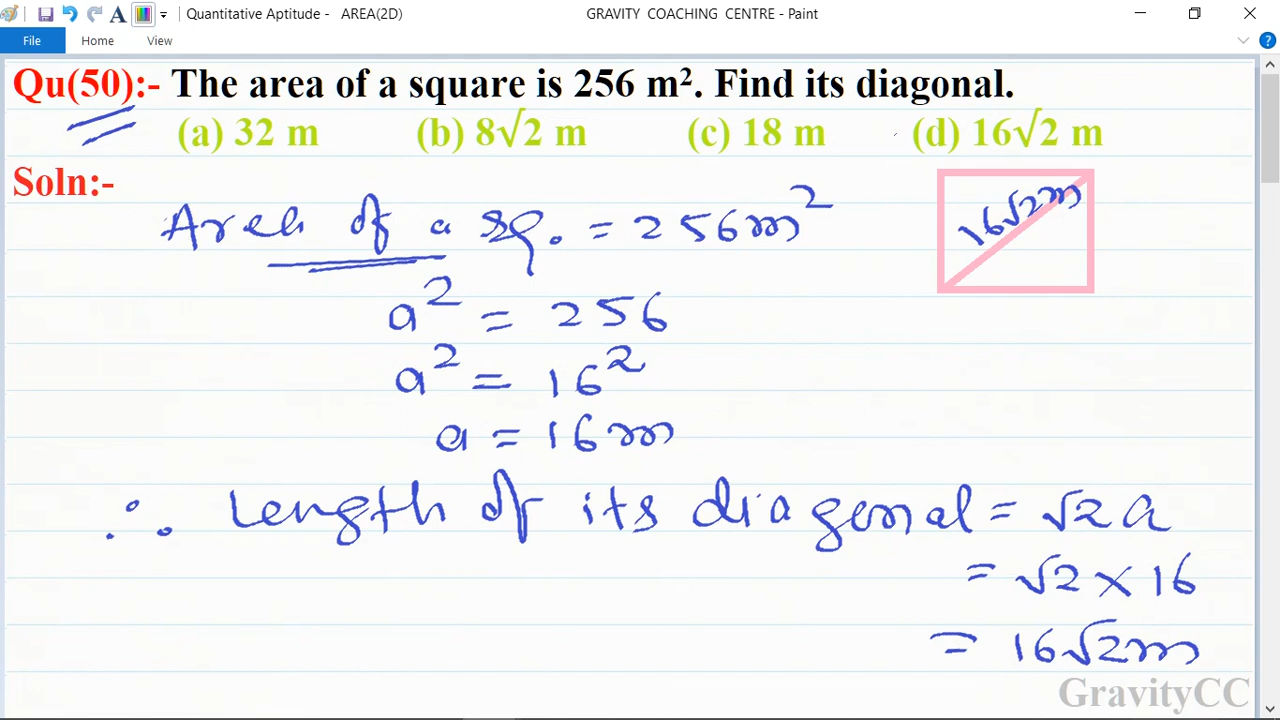 Quantitative Aptitude - AREA(2D) GRAVITY COACHING CENTRE - Paint
File Home View
Qu(50):- The area of a square is 256 m². Find its diagonal.
(a) 32 m (b) 8√2 m (c) 18 m (d) 16√2 m
Soln:-
16√2m
Area of a sq. = 256m²
a² = 256
a² = 16²
a = 16m
∴ Length of its diagonal = √2 a
= √2 × 16
= 16√2m
GravityCC